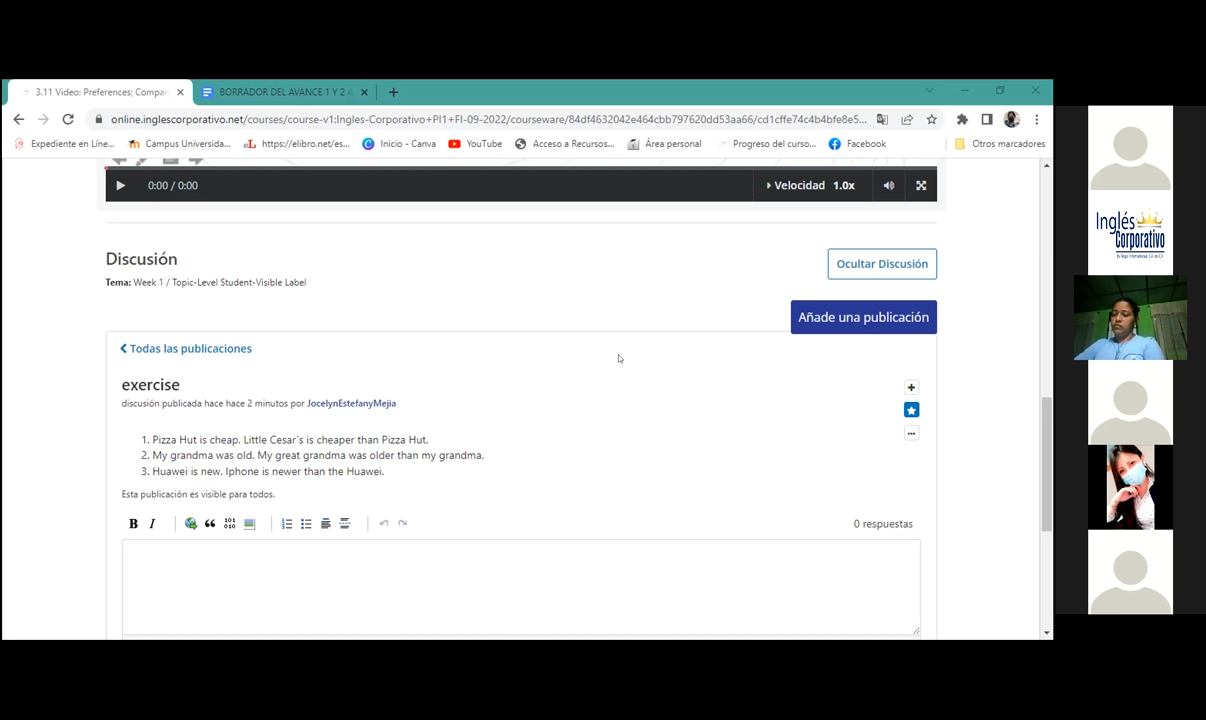 3.11 Video: Preferences; Compar
BORRADOR DEL AVANCE 1 Y 2 A
online.inglescorporativo.net/courses/course-v1:Ingles-Corporativo+PI1+FI-09-2022/courseware/84df4632042e464cbb797620dd53aa66/cd1cffe74c4b4bfe8e5...
Expediente en Líne...
Campus Universida...
https://elibro.net/es...
Inicio - Canva
YouTube
Acceso a Recursos...
Área personal
Progreso del curso...
Facebook
Otros marcadores
0:00 / 0:00
Velocidad 1.0x
Discusión
Ocultar Discusión
Tema: Week 1 / Topic-Level Student-Visible Label
Añade una publicación
Todas las publicaciones
exercise
discusión publicada hace hace 2 minutos por JocelynEstefanyMejia
1. Pizza Hut is cheap. Little Cesar´s is cheaper than Pizza Hut.
2. My grandma was old. My great grandma was older than my grandma.
3. Huawei is new. Iphone is newer than the Huawei.
Esta publicación es visible para todos.
B I
0 respuestas
Inglés
Corporativo